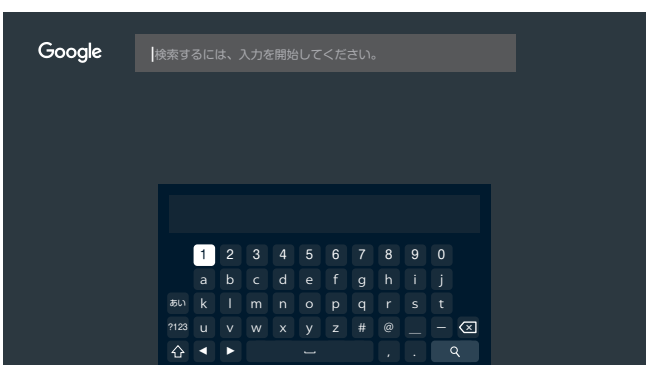 Google
検索するには、入力を開始してください。
1 2 3 4 5 6 7 8 9 0
a b c d e f g h i j
あい k l m n o p q r s t
?123 u v w x y z # @ _ –
, .